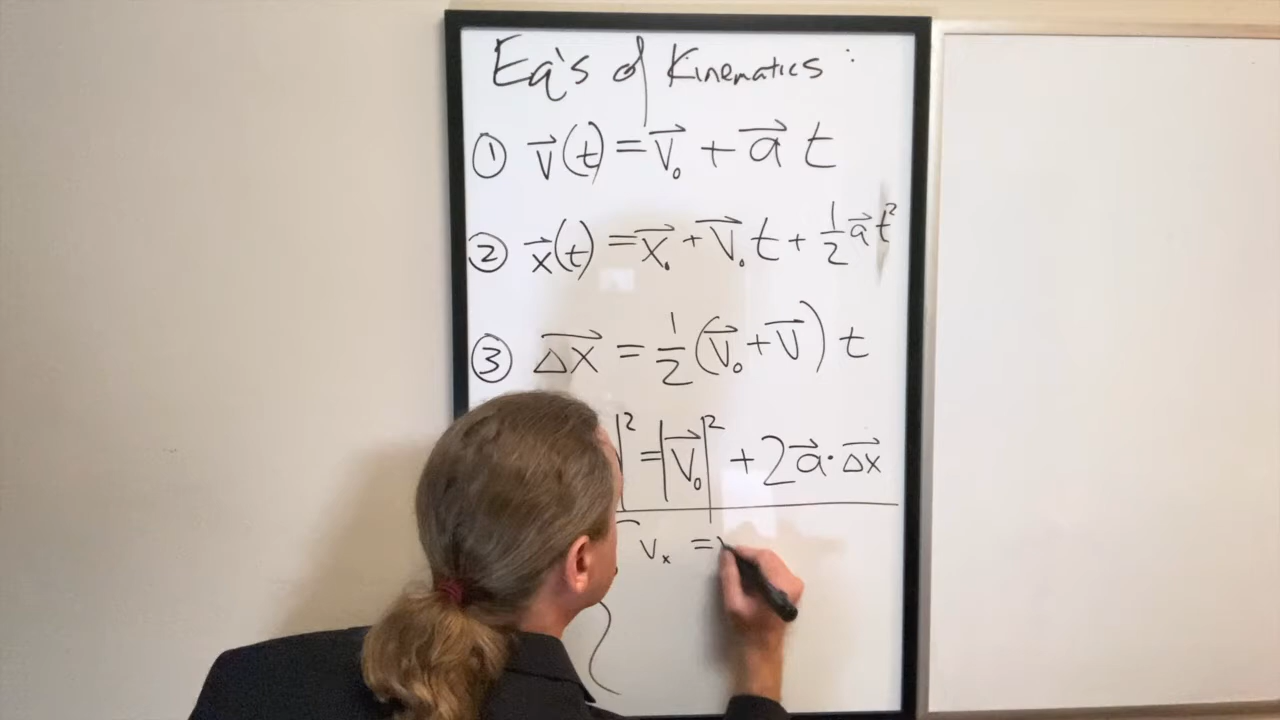 Eq's of Kinematics :
① v⃗(t) = v⃗₀ + a⃗ t
② x⃗(t) = x⃗₀ + v⃗₀ t + ½ a⃗ t²
③ Δx⃗ = ½ (v⃗₀ + v⃗) t
|² = |v⃗₀|² + 2a⃗ · Δx⃗
vₓ =